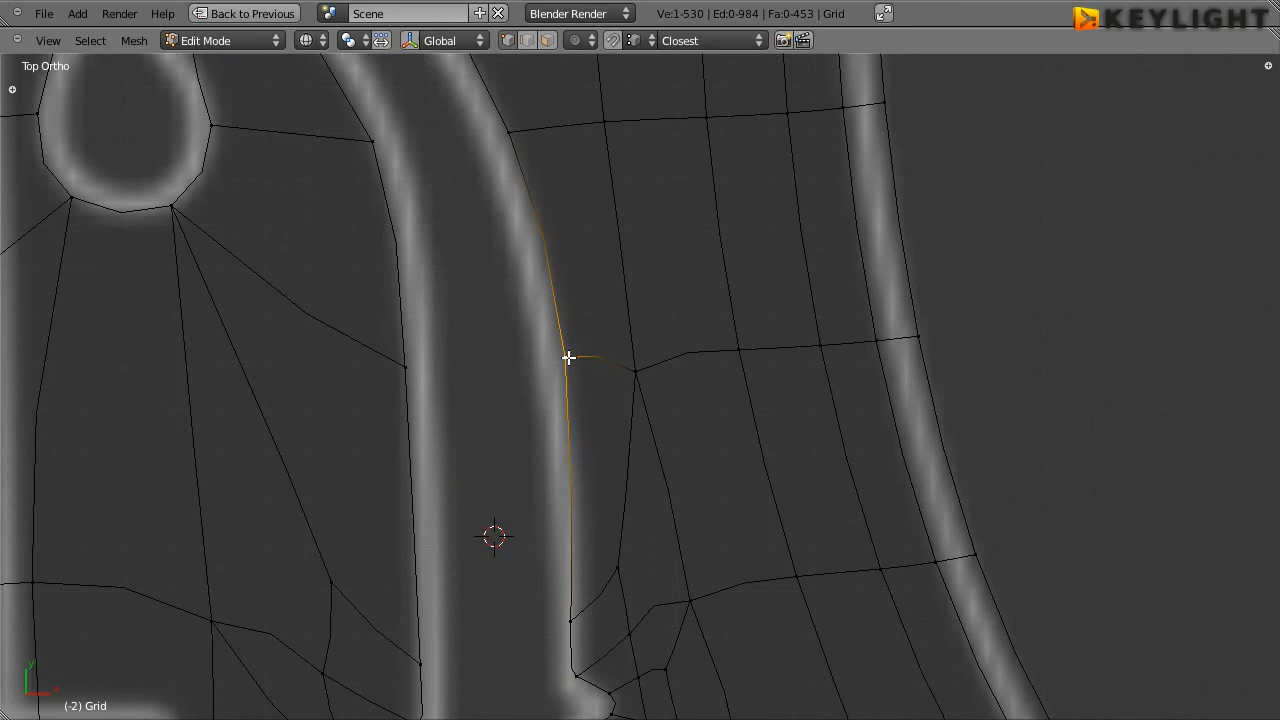 File Add Render Help Back to Previous Scene Blender Render Ve:1-530 | Ed:0-984 | Fa:0-453 | Grid
KEYLIGHT
View Select Mesh Edit Mode Global Closest
Top Ortho
y
x
(-2) Grid